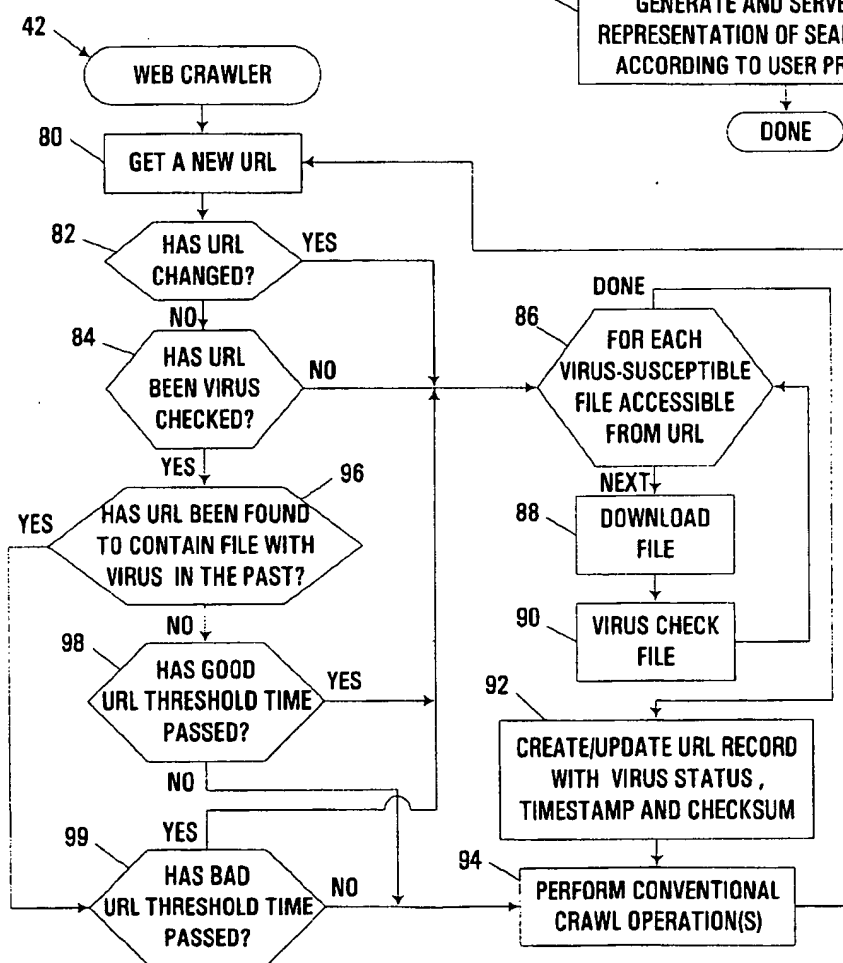 GENERATE AND SERVE
REPRESENTATION OF SEAR
ACCORDING TO USER PR
DONE
42
WEB CRAWLER
80
GET A NEW URL
82
HAS URL
CHANGED?
YES
NO
84
HAS URL
BEEN VIRUS
CHECKED?
NO
YES
96
HAS URL BEEN FOUND
TO CONTAIN FILE WITH
VIRUS IN THE PAST?
YES
NO
98
HAS GOOD
URL THRESHOLD TIME
PASSED?
YES
NO
YES
99
HAS BAD
URL THRESHOLD TIME
PASSED?
NO
DONE
86
FOR EACH
VIRUS-SUSCEPTIBLE
FILE ACCESSIBLE
FROM URL
NEXT
88
DOWNLOAD
FILE
90
VIRUS CHECK
FILE
92
CREATE/UPDATE URL RECORD
WITH VIRUS STATUS ,
TIMESTAMP AND CHECKSUM
94
PERFORM CONVENTIONAL
CRAWL OPERATION(S)